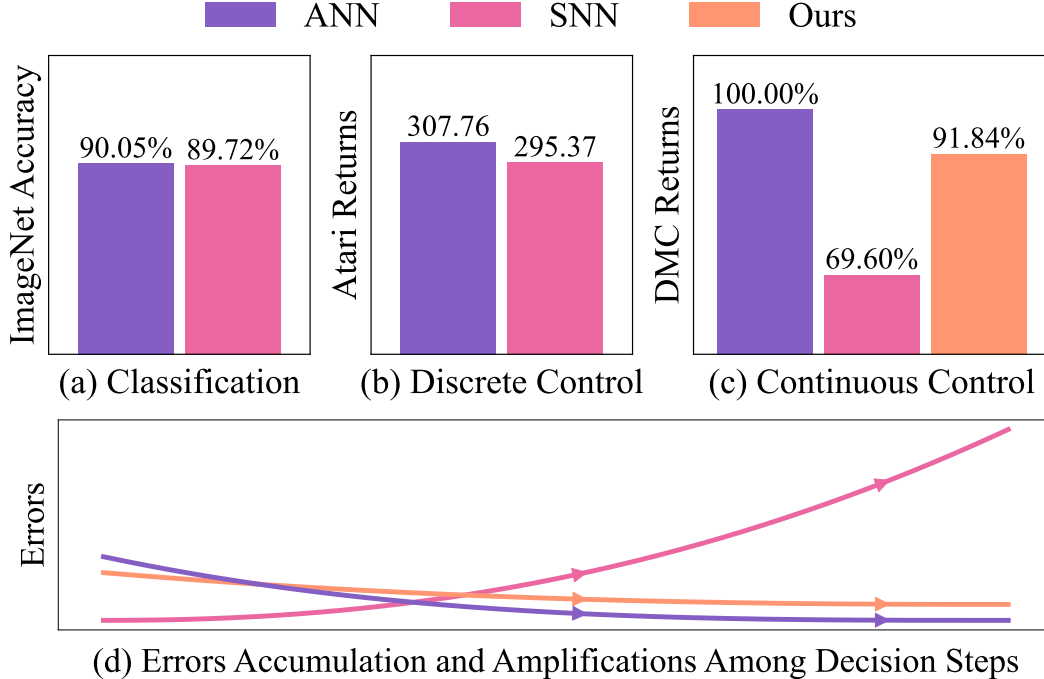 ANN SNN Ours
ImageNet Accuracy
90.05% 89.72%
(a) Classification
Atari Returns
307.76 295.37
(b) Discrete Control
DMC Returns
100.00% 69.60% 91.84%
(c) Continuous Control
Errors
(d) Errors Accumulation and Amplifications Among Decision Steps